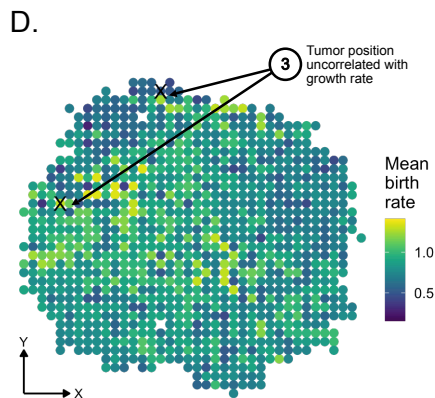 D.
3
Tumor position
uncorrelated with
growth rate
X
X
Mean
birth
rate
1.0
0.5
Y
X